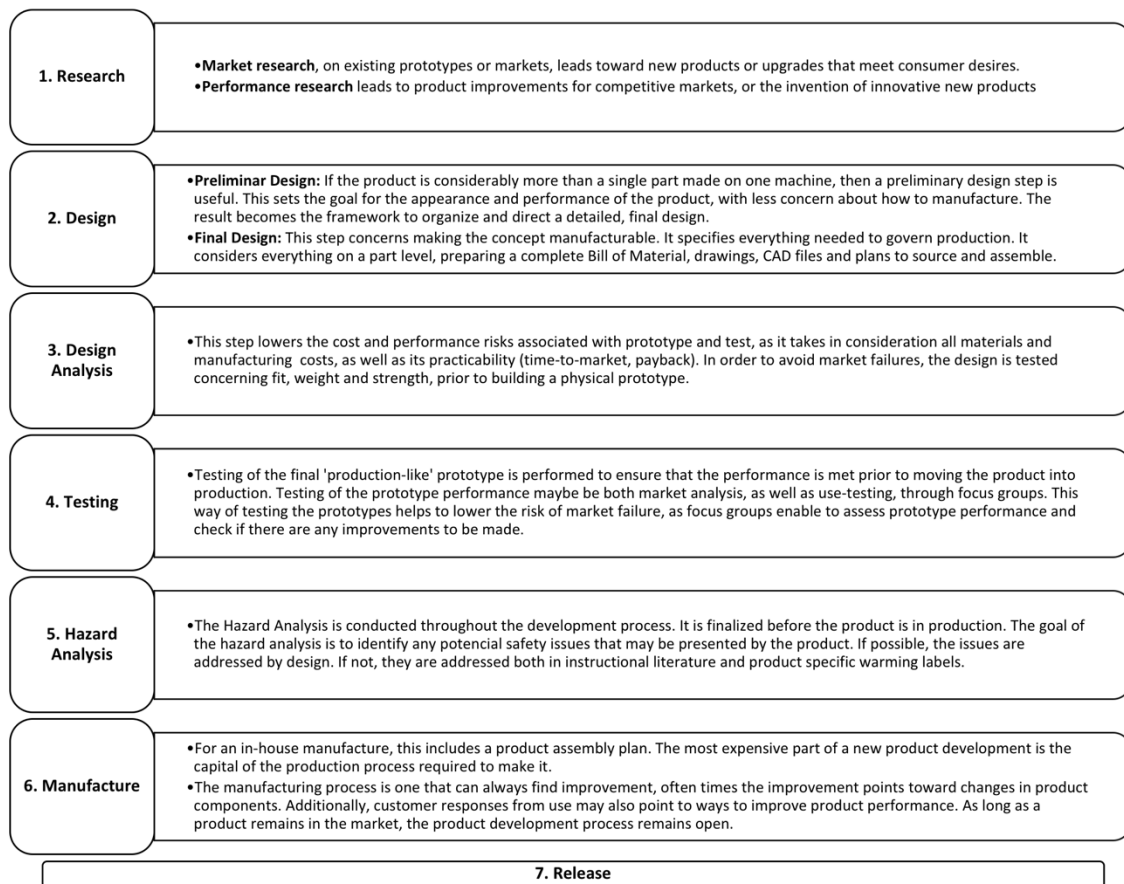 1. Research
•Market research, on existing prototypes or markets, leads toward new products or upgrades that meet consumer desires.
•Performance research leads to product improvements for competitive markets, or the invention of innovative new products
2. Design
•Preliminar Design: If the product is considerably more than a single part made on one machine, then a preliminary design step is
useful. This sets the goal for the appearance and performance of the product, with less concern about how to manufacture. The
result becomes the framework to organize and direct a detailed, final design.
•Final Design: This step concerns making the concept manufacturable. It specifies everything needed to govern production. It
considers everything on a part level, preparing a complete Bill of Material, drawings, CAD files and plans to source and assemble.
3. Design
Analysis
•This step lowers the cost and performance risks associated with prototype and test, as it takes in consideration all materials and
manufacturing costs, as well as its practicability (time-to-market, payback). In order to avoid market failures, the design is tested
concerning fit, weight and strength, prior to building a physical prototype.
4. Testing
•Testing of the final 'production-like' prototype is performed to ensure that the performance is met prior to moving the product into
production. Testing of the prototype performance maybe be both market analysis, as well as use-testing, through focus groups. This
way of testing the prototypes helps to lower the risk of market failure, as focus groups enable to assess prototype performance and
check if there are any improvements to be made.
5. Hazard
Analysis
•The Hazard Analysis is conducted throughout the development process. It is finalized before the product is in production. The goal of
the hazard analysis is to identify any potencial safety issues that may be presented by the product. If possible, the issues are
addressed by design. If not, they are addressed both in instructional literature and product specific warming labels.
6. Manufacture
•For an in-house manufacture, this includes a product assembly plan. The most expensive part of a new product development is the
capital of the production process required to make it.
•The manufacturing process is one that can always find improvement, often times the improvement points toward changes in product
components. Additionally, customer responses from use may also point to ways to improve product performance. As long as a
product remains in the market, the product development process remains open.
7. Release